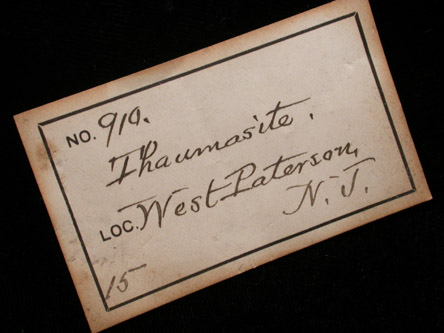 NO. 910.
Thaumasite.
LOC. West Paterson,
N. J.
15